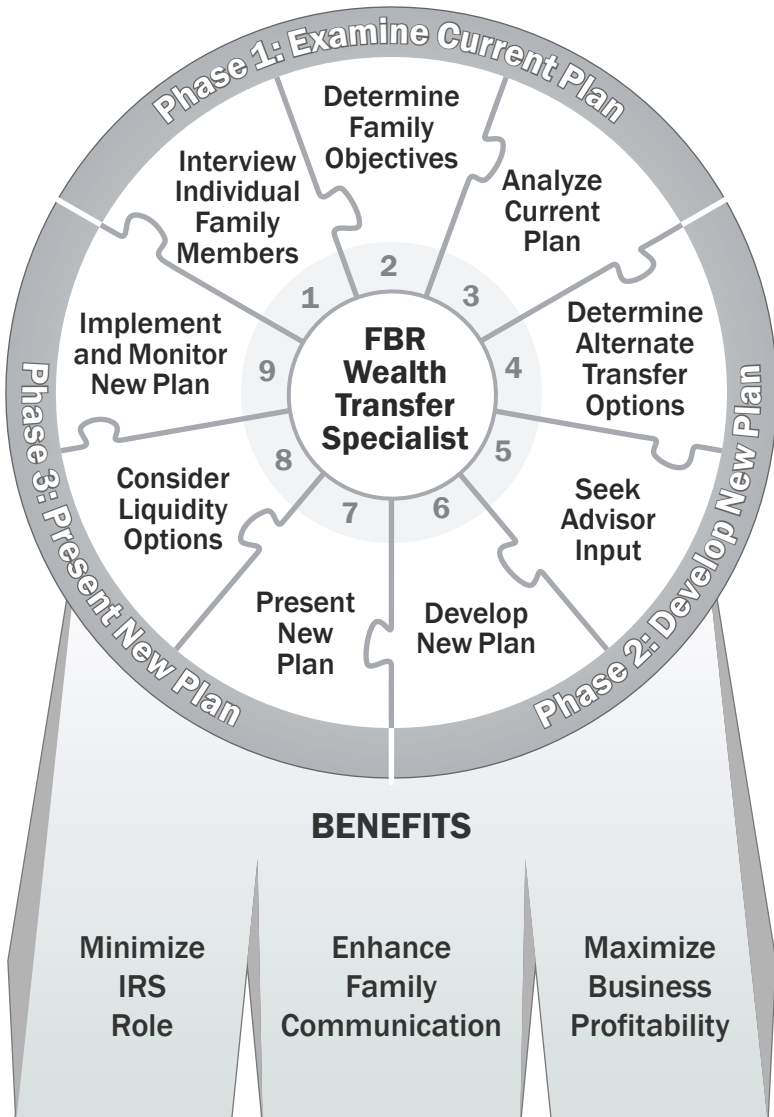 Phase 1: Examine Current Plan
Interview
Individual
Family
Members
1
Determine
Family
Objectives
2
Analyze
Current
Plan
3
Phase 2: Develop New Plan
Determine
Alternate
Transfer
Options
4
Seek
Advisor
Input
5
Develop
New Plan
6
Phase 3: Present New Plan
Present
New
Plan
7
Consider
Liquidity
Options
8
Implement
and Monitor
New Plan
9
FBR
Wealth
Transfer
Specialist
BENEFITS
Minimize
IRS
Role
Enhance
Family
Communication
Maximize
Business
Profitability